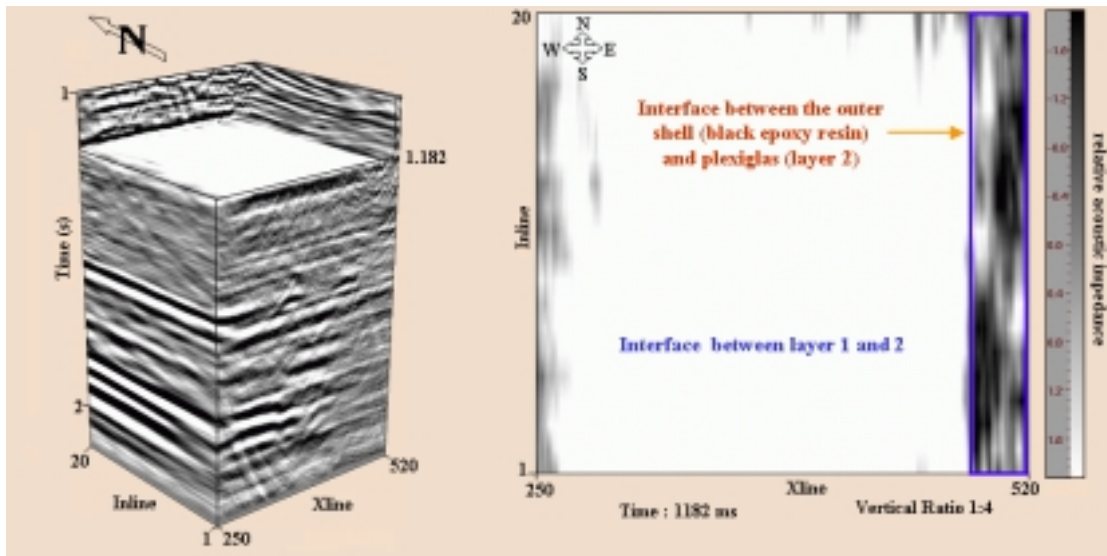 N
1
1.182
Time (s)
2
20
Inline
1 250
Xline
520
20
N
W E
S
Interface between the outer
shell (black epoxy resin)
and plexiglas (layer 2)
Inline
Interface between layer 1 and 2
1
250
Xline
520
Time : 1182 ms
Vertical Ratio 1:4
relative acoustic impedance